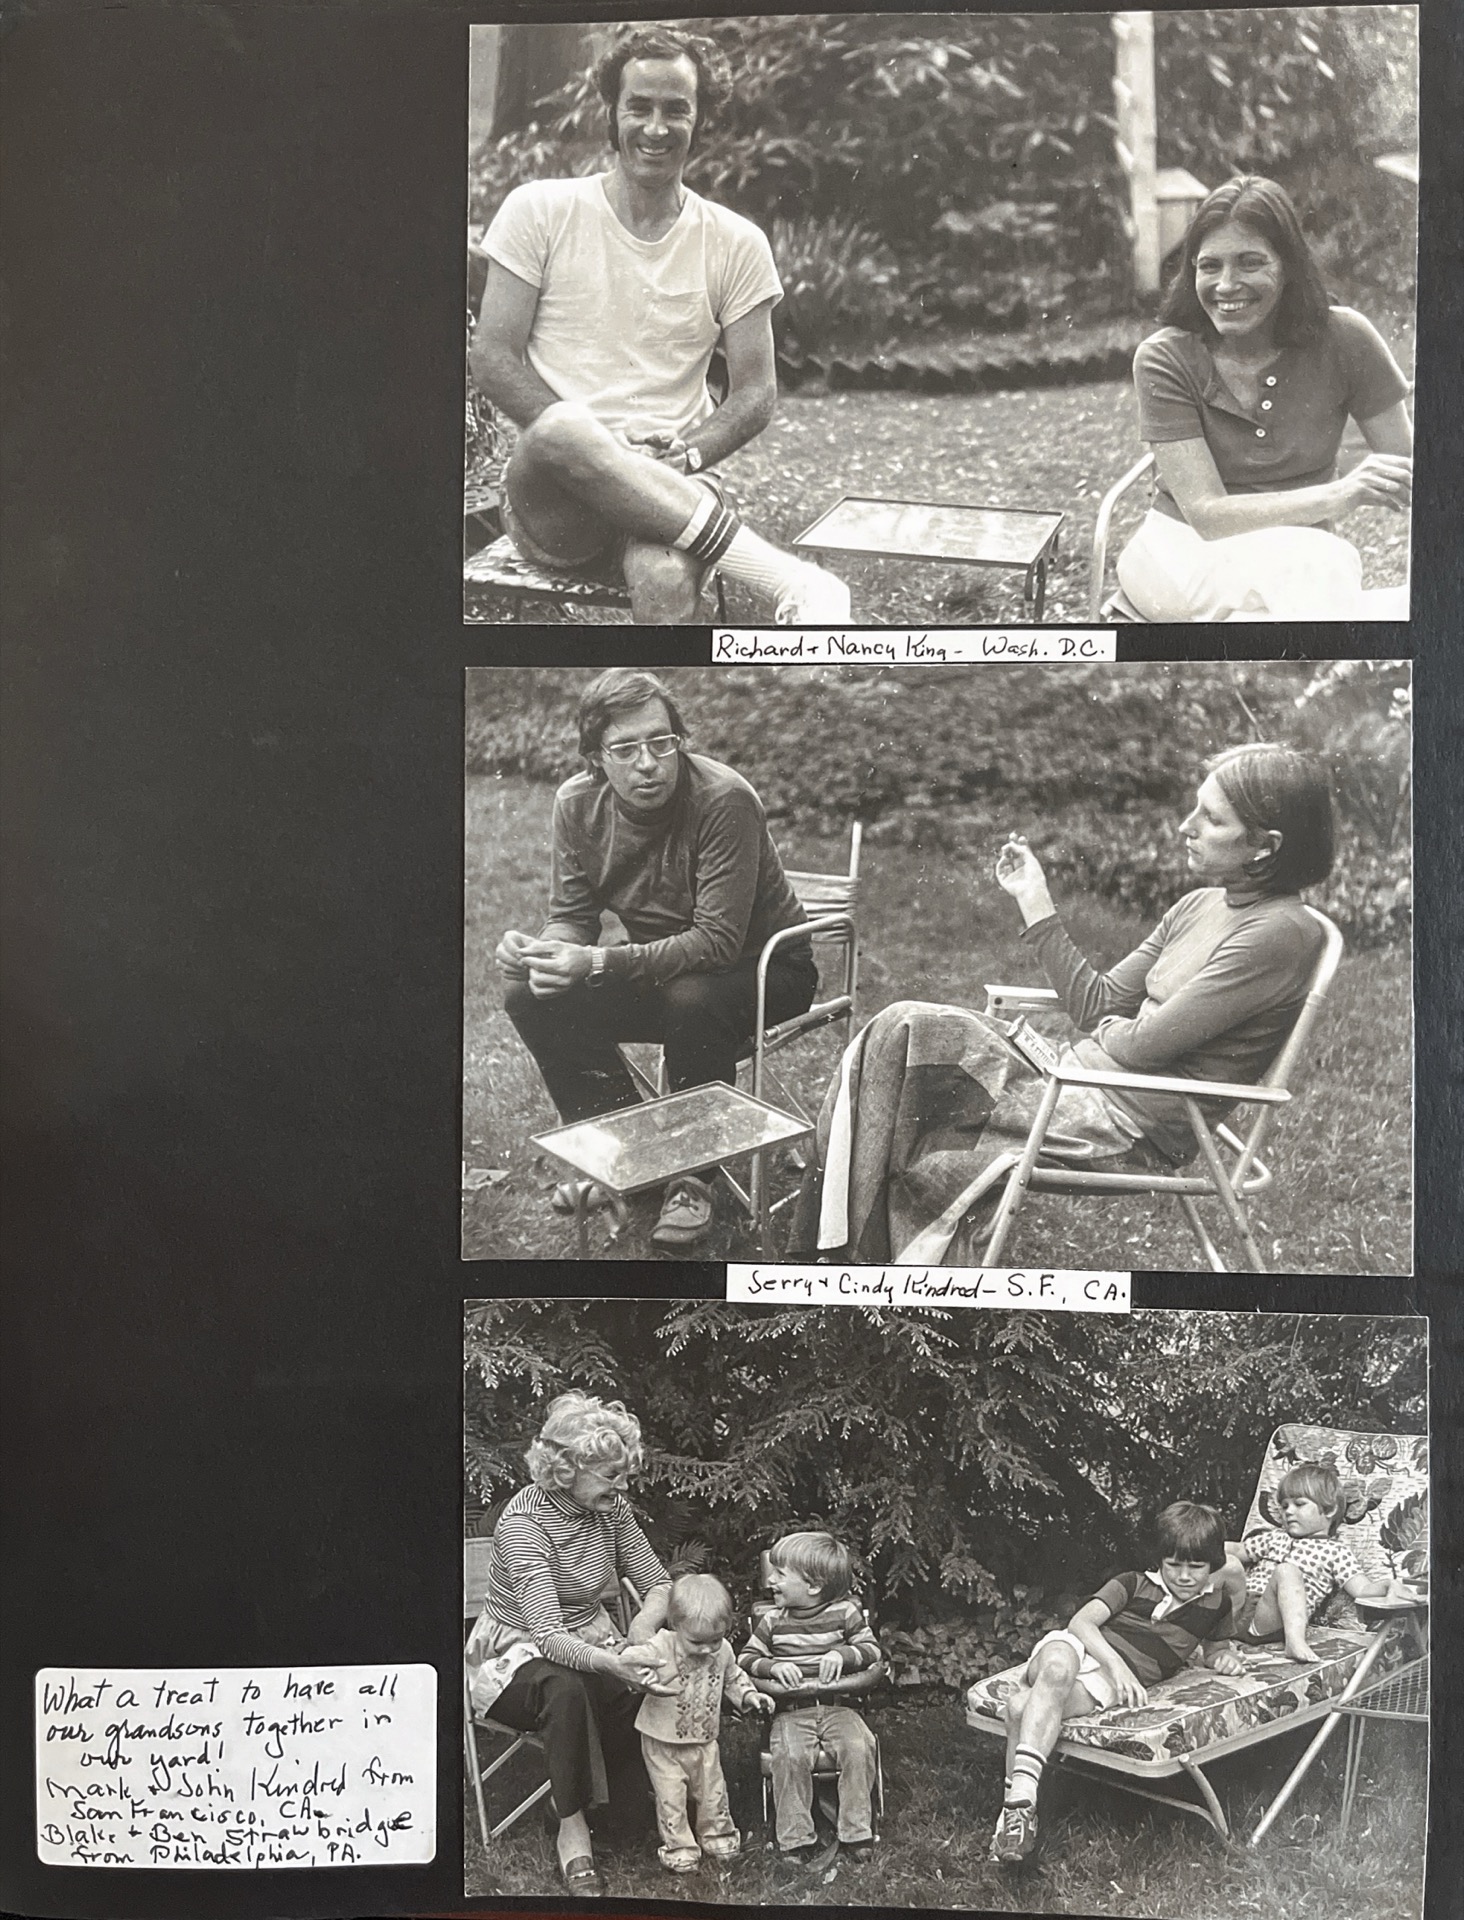 Richard + Nancy King - Wash. D.C.
Jerry + Cindy Kindred - S.F., CA.
What a treat to have all
our grandsons together in
our yard!
Mark + John Kindred from
San Francisco, CA.
Blake + Ben Strawbridge
from Philadelphia, PA.